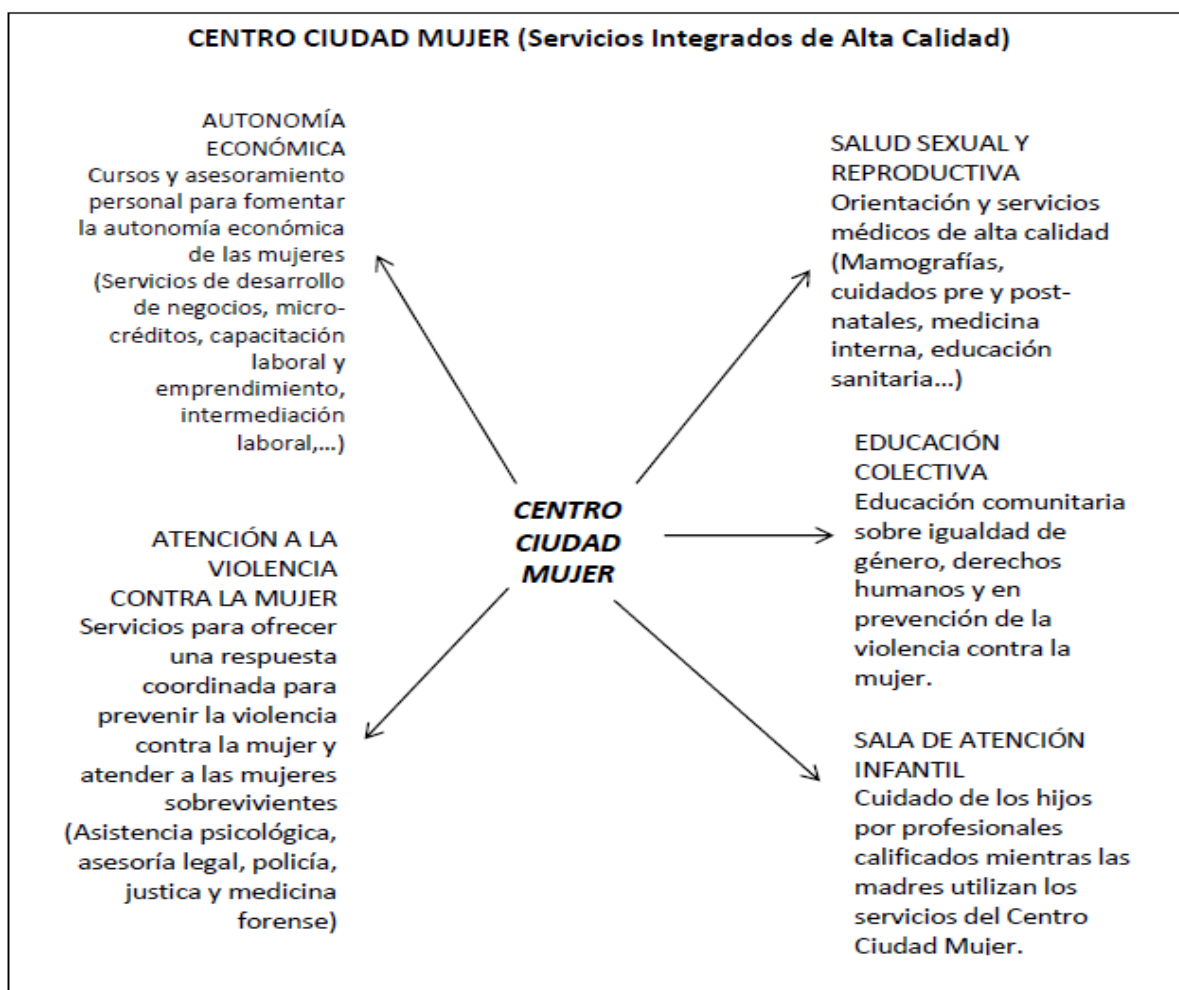 CENTRO CIUDAD MUJER (Servicios Integrados de Alta Calidad)
AUTONOMÍA
ECONÓMICA
Cursos y asesoramiento
personal para fomentar
la autonomía económica
de las mujeres
(Servicios de desarrollo
de negocios, micro-
créditos, capacitación
laboral y
emprendimiento,
intermediación
laboral,...)
SALUD SEXUAL Y
REPRODUCTIVA
Orientación y servicios
médicos de alta calidad
(Mamografías,
cuidados pre y post-
natales, medicina
interna, educación
sanitaria...)
CENTRO
CIUDAD
MUJER
EDUCACIÓN
COLECTIVA
Educación comunitaria
sobre igualdad de
género, derechos
humanos y en
prevención de la
violencia contra la
mujer.
ATENCIÓN A LA
VIOLENCIA
CONTRA LA MUJER
Servicios para ofrecer
una respuesta
coordinada para
prevenir la violencia
contra la mujer y
atender a las mujeres
sobrevivientes
(Asistencia psicológica,
asesoría legal, policía,
justica y medicina
forense)
SALA DE ATENCIÓN
INFANTIL
Cuidado de los hijos
por profesionales
calificados mientras las
madres utilizan los
servicios del Centro
Ciudad Mujer.